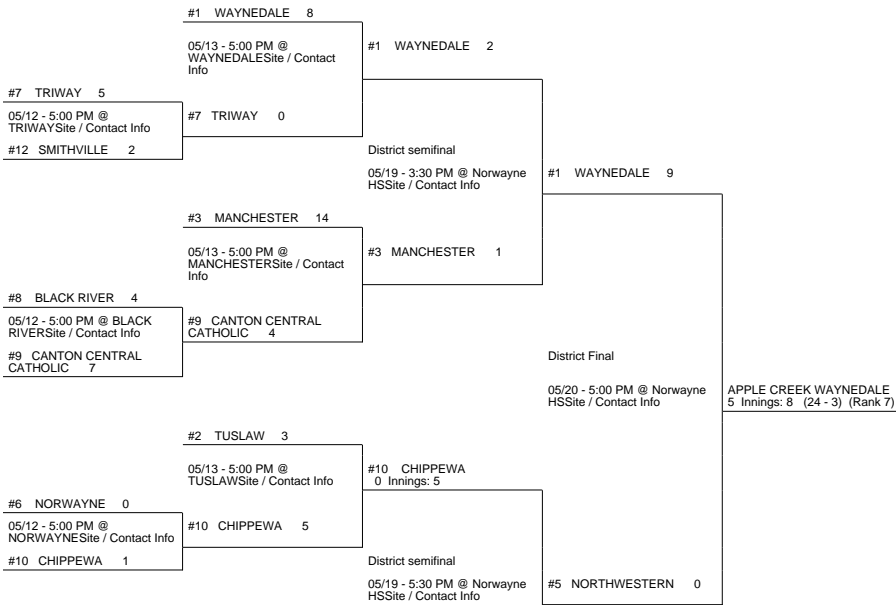 #1 WAYNEDALE 8
05/13 - 5:00 PM @
WAYNEDALESite / Contact
Info
#1 WAYNEDALE 2
#7 TRIWAY 5
05/12 - 5:00 PM @
TRIWAYSite / Contact Info
#7 TRIWAY 0
#12 SMITHVILLE 2
District semifinal
05/19 - 3:30 PM @ Norwayne
HSSite / Contact Info
#1 WAYNEDALE 9
#3 MANCHESTER 14
05/13 - 5:00 PM @
MANCHESTERSite / Contact
Info
#3 MANCHESTER 1
#8 BLACK RIVER 4
05/12 - 5:00 PM @ BLACK
RIVERSite / Contact Info
#9 CANTON CENTRAL
CATHOLIC 4
#9 CANTON CENTRAL
CATHOLIC 7
District Final
05/20 - 5:00 PM @ Norwayne
HSSite / Contact Info
APPLE CREEK WAYNEDALE
5 Innings: 8 (24 - 3) (Rank 7)
#2 TUSLAW 3
05/13 - 5:00 PM @
TUSLAWSite / Contact Info
#10 CHIPPEWA
0 Innings: 5
#6 NORWAYNE 0
05/12 - 5:00 PM @
NORWAYNESite / Contact Info
#10 CHIPPEWA 5
#10 CHIPPEWA 1
District semifinal
05/19 - 5:30 PM @ Norwayne
HSSite / Contact Info
#5 NORTHWESTERN 0